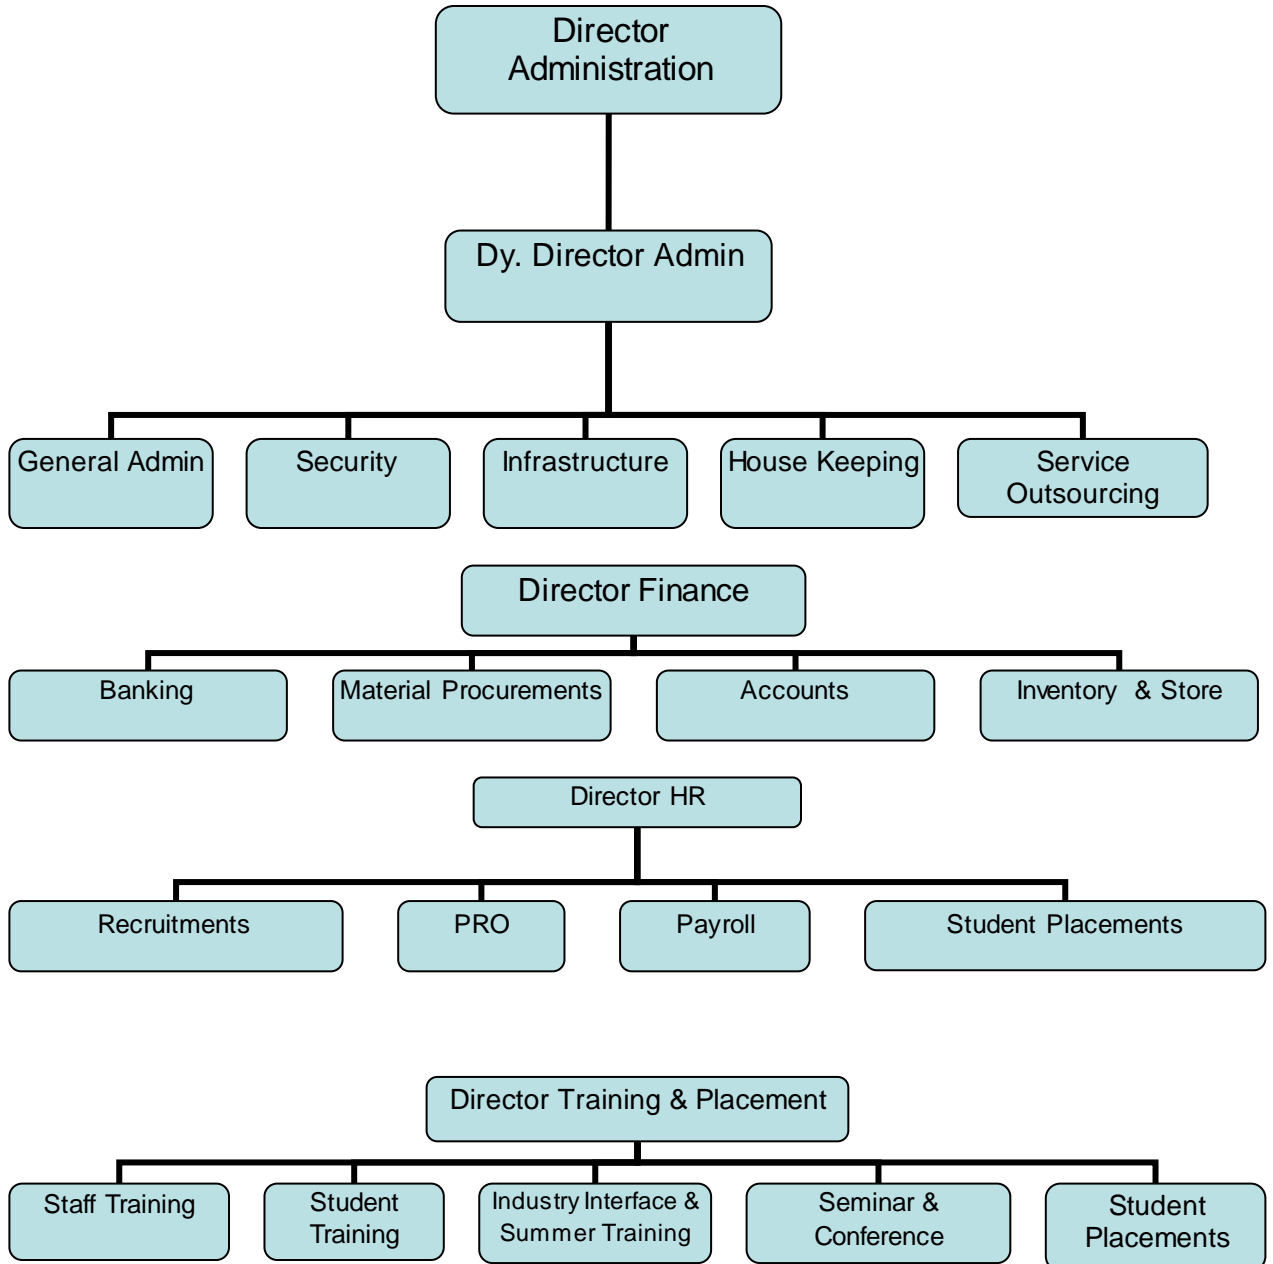 Director
Administration
Dy. Director Admin
General Admin
Security
Infrastructure
House Keeping
Service
Outsourcing
Director Finance
Banking
Material Procurements
Accounts
Inventory & Store
Director HR
Recruitments
PRO
Payroll
Student Placements
Director Training & Placement
Staff Training
Student
Training
Industry Interface &
Summer Training
Seminar &
Conference
Student
Placements